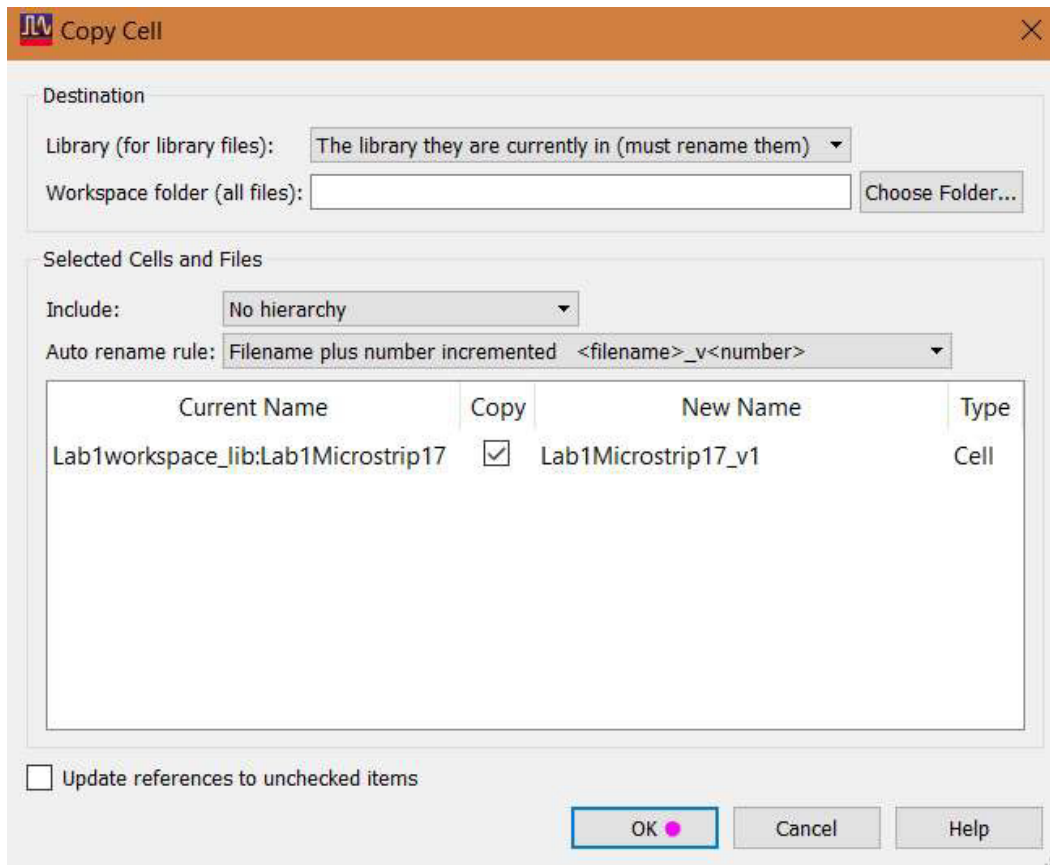 Copy Cell
Destination
Library (for library files): The library they are currently in (must rename them)
Workspace folder (all files): Choose Folder...
Selected Cells and Files
Include: No hierarchy
Auto rename rule: Filename plus number incremented <filename>_v<number>
Current Name Copy New Name Type
Lab1workspace_lib:Lab1Microstrip17 Lab1Microstrip17_v1 Cell
Update references to unchecked items
OK Cancel Help